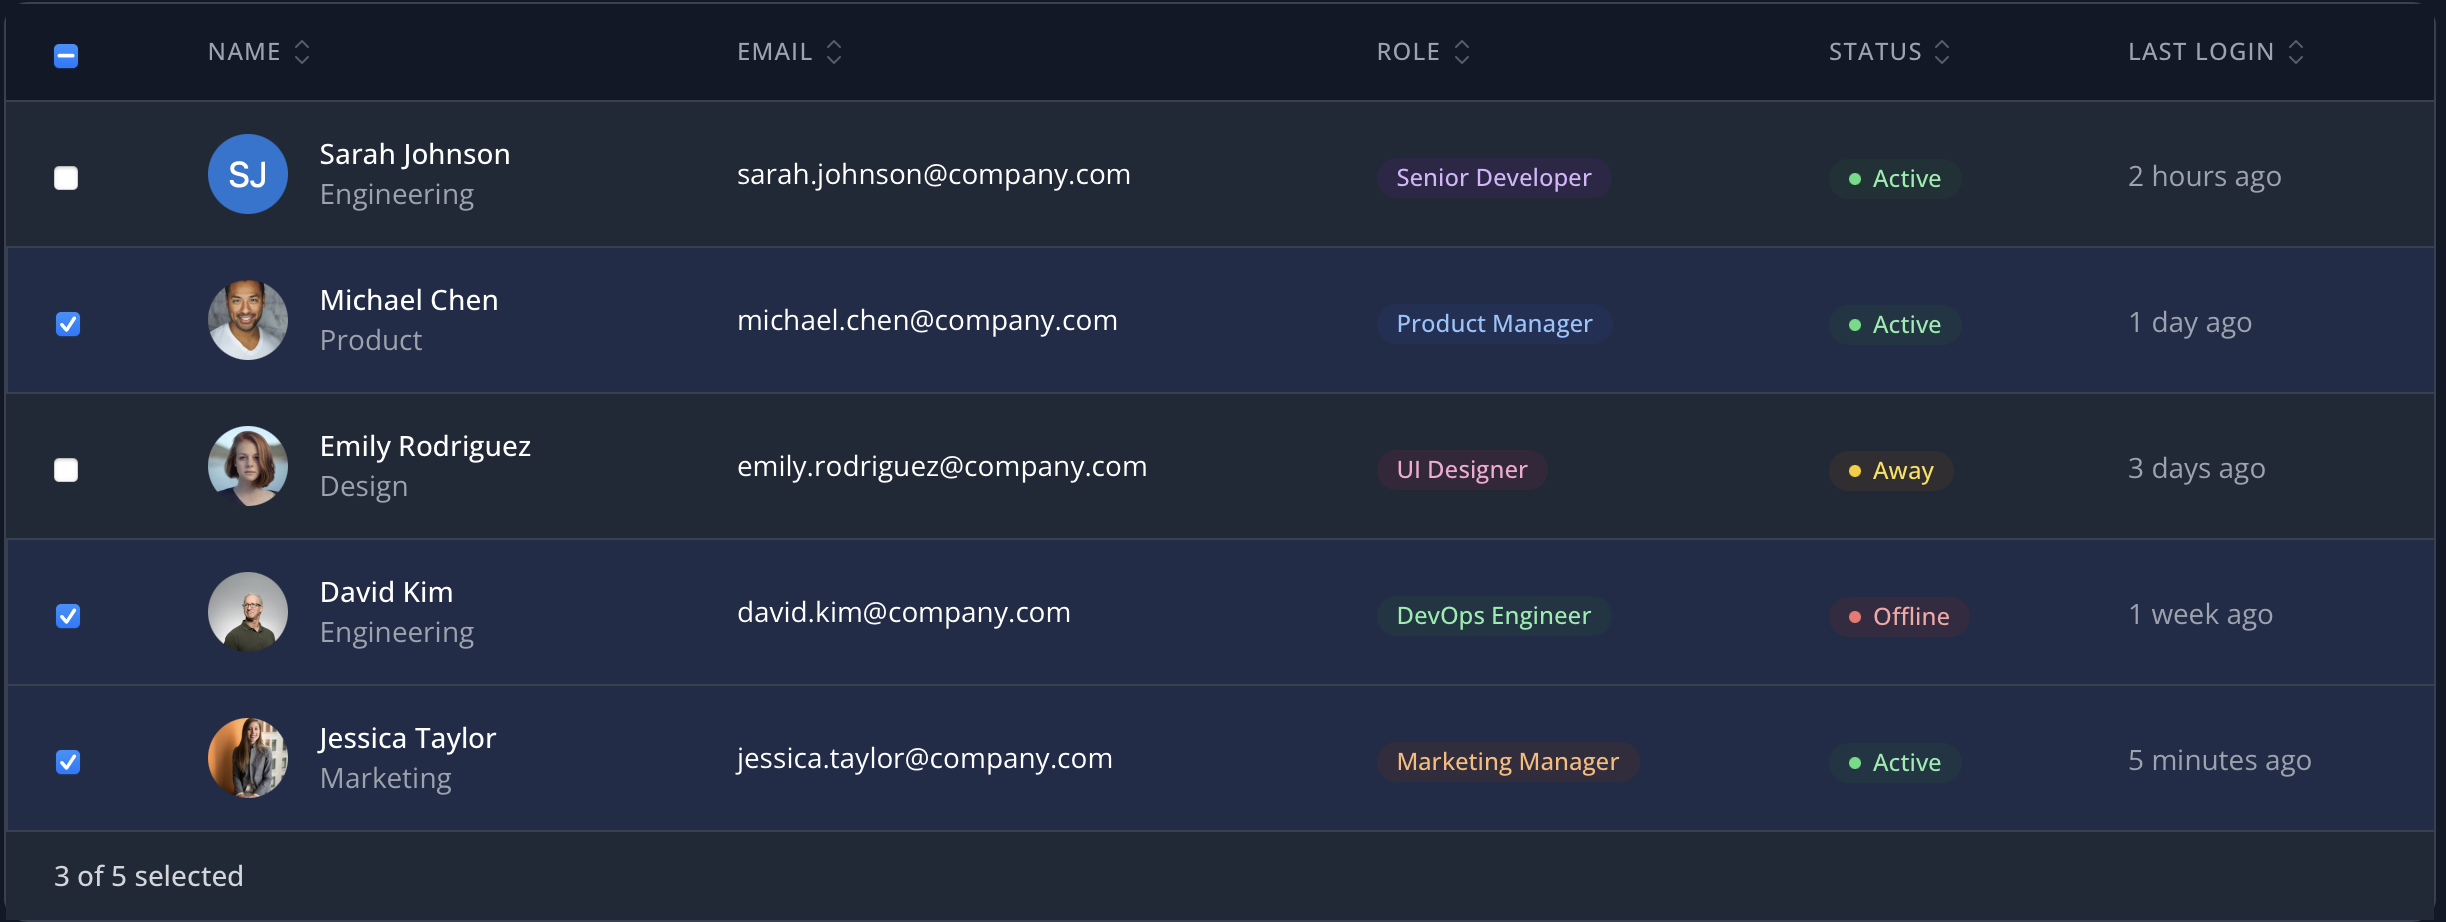 NAME EMAIL ROLE STATUS LAST LOGIN
SJ
Sarah Johnson
Engineering
sarah.johnson@company.com
Senior Developer
Active
2 hours ago
Michael Chen
Product
michael.chen@company.com
Product Manager
Active
1 day ago
Emily Rodriguez
Design
emily.rodriguez@company.com
UI Designer
Away
3 days ago
David Kim
Engineering
david.kim@company.com
DevOps Engineer
Offline
1 week ago
Jessica Taylor
Marketing
jessica.taylor@company.com
Marketing Manager
Active
5 minutes ago
3 of 5 selected